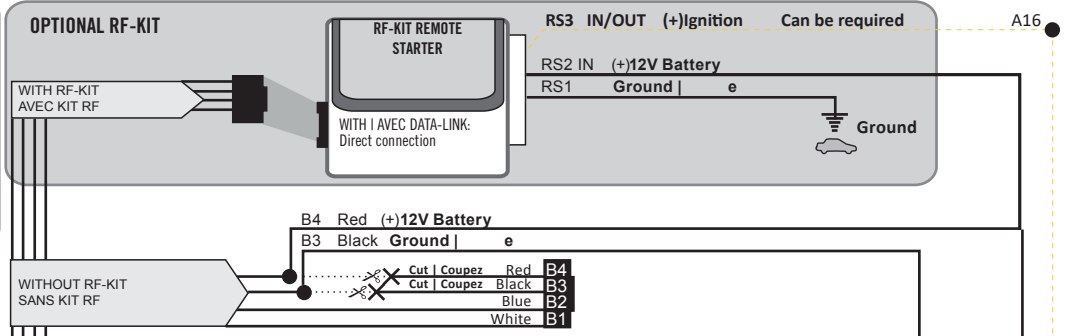 OPTIONAL RF-KIT
RF-KIT REMOTE
STARTER
RS3 IN/OUT (+)Ignition Can be required
A16
RS2 IN (+)12V Battery
RS1 Ground | e
WITH RF-KIT
AVEC KIT RF
WITH | AVEC DATA-LINK:
Direct connection
Ground
B4 Red (+)12V Battery
B3 Black Ground | e
WITHOUT RF-KIT
SANS KIT RF
Cut | Coupez Red B4
Cut | Coupez Black B3
Blue B2
White B1